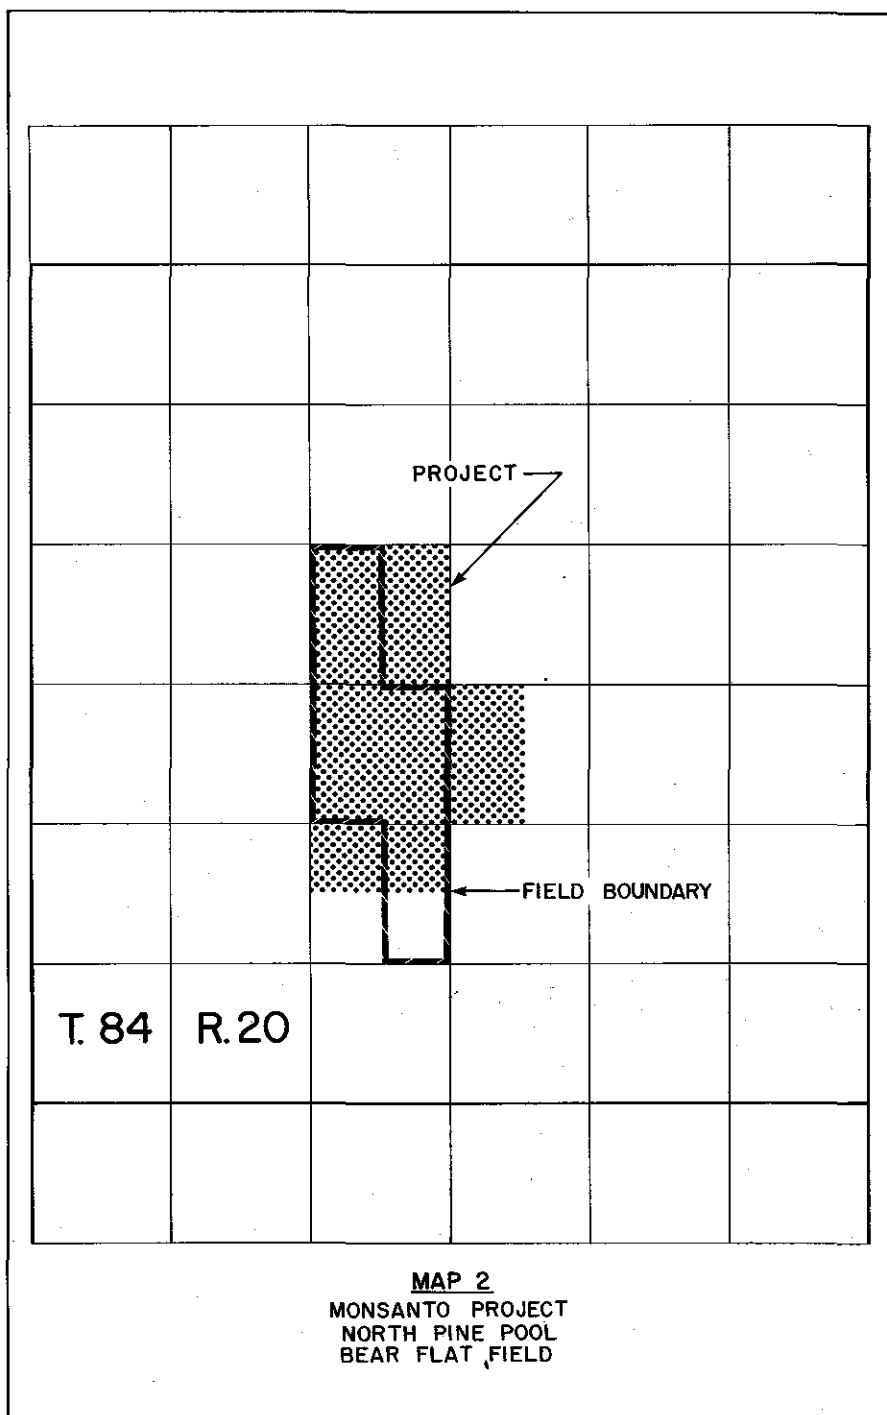 PROJECT
FIELD BOUNDARY
T. 84 R. 20
MAP 2
MONSANTO PROJECT
NORTH PINE POOL
BEAR FLAT FIELD